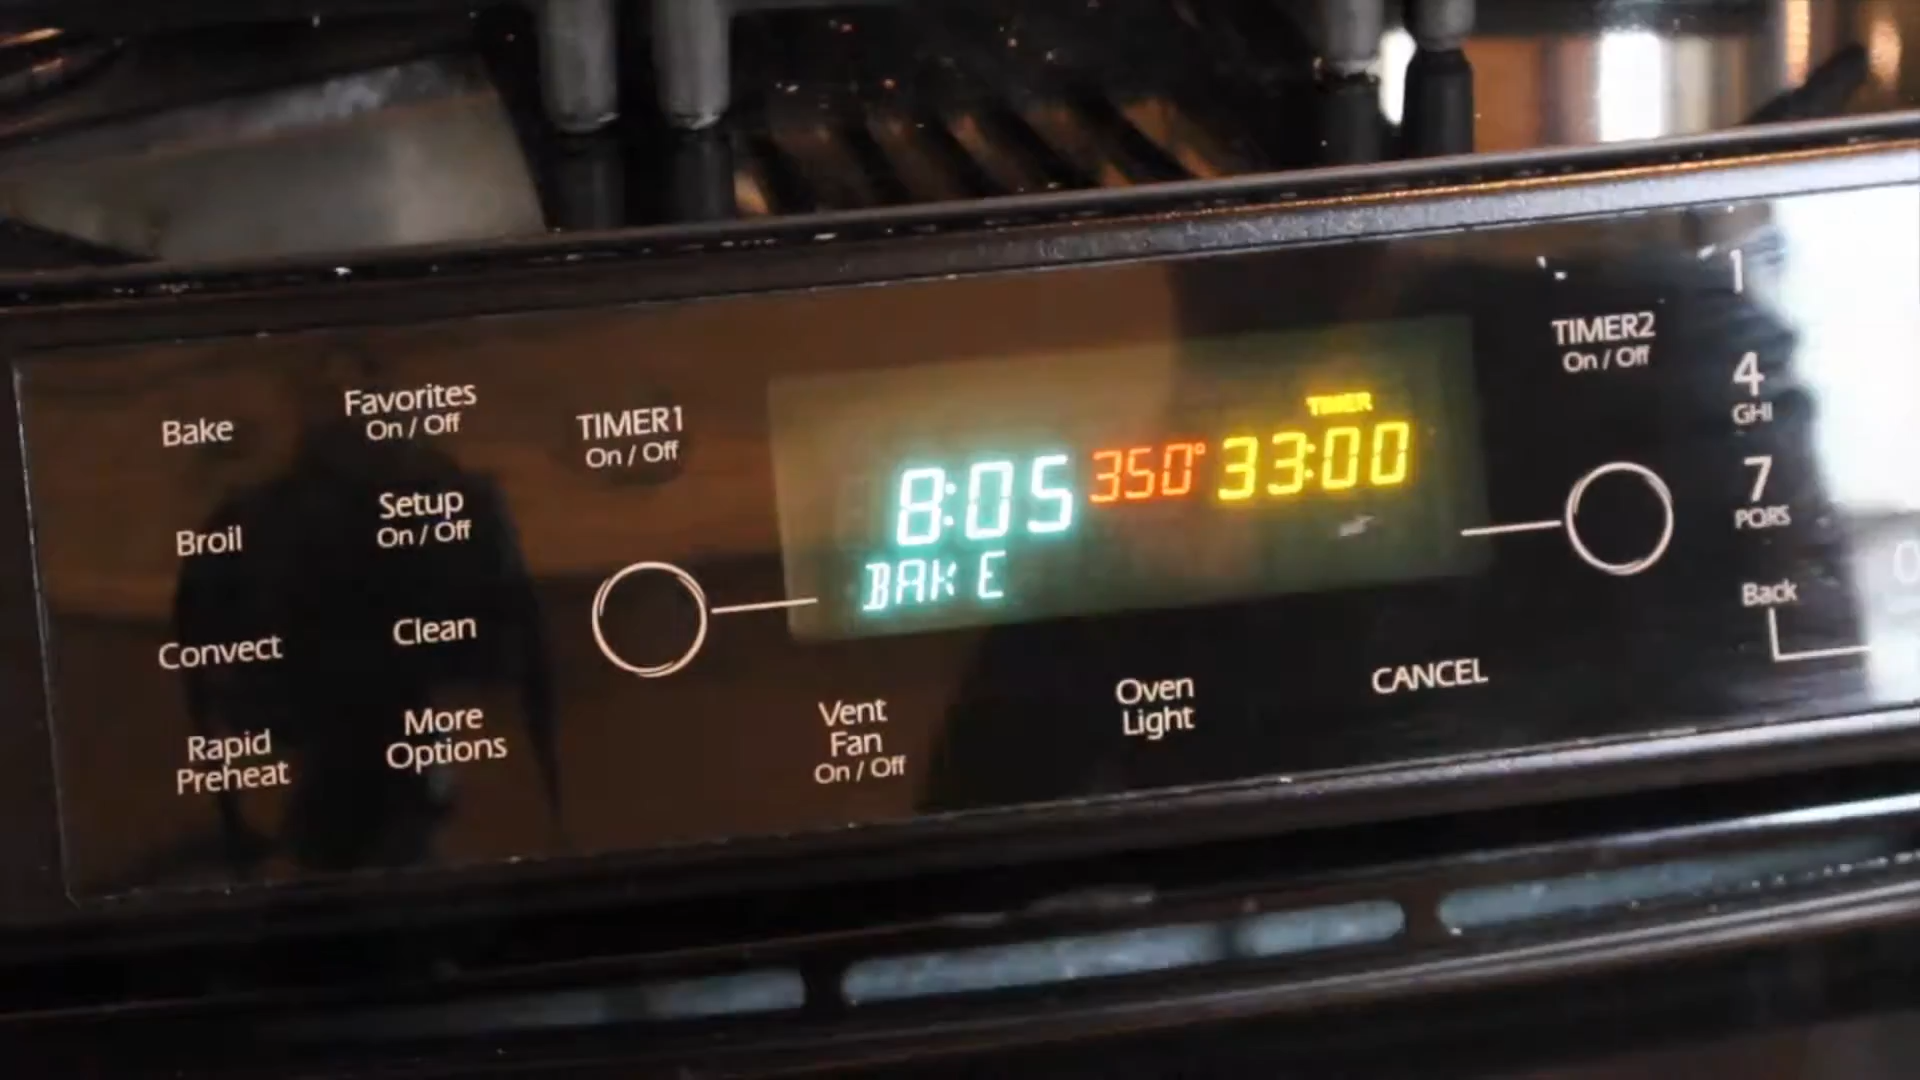 Bake
Favorites
On / Off
TIMER1
On / Off
Broil
Setup
On / Off
Convect
Clean
Rapid
Preheat
More
Options
TIMER
8:05 350° 33:00
BAKE
Vent
Fan
On / Off
Oven
Light
CANCEL
TIMER2
On / Off
1
4
GHI
7
PQRS
Back
0